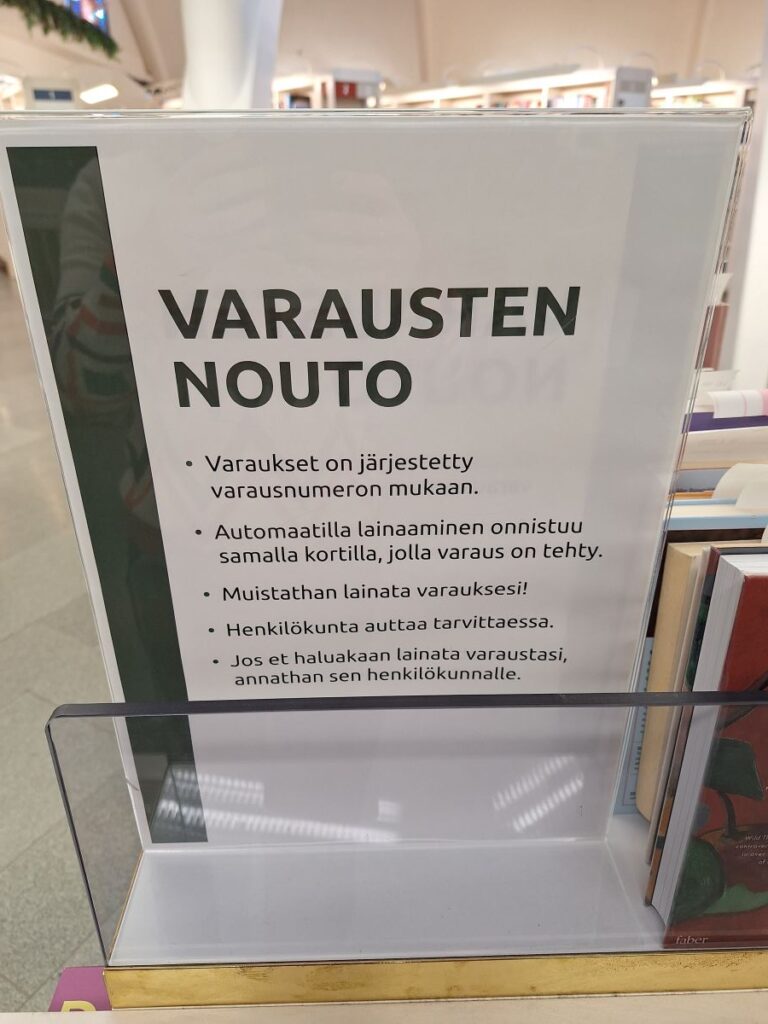 VARAUSTEN
NOUTO
• Varaukset on järjestetty
varausnumeron mukaan.
• Automaatilla lainaaminen onnistuu
samalla kortilla, jolla varaus on tehty.
• Muistathan lainata varauksesi!
• Henkilökunta auttaa tarvittaessa.
• Jos et haluakaan lainata varaustasi,
annathan sen henkilökunnalle.
faber